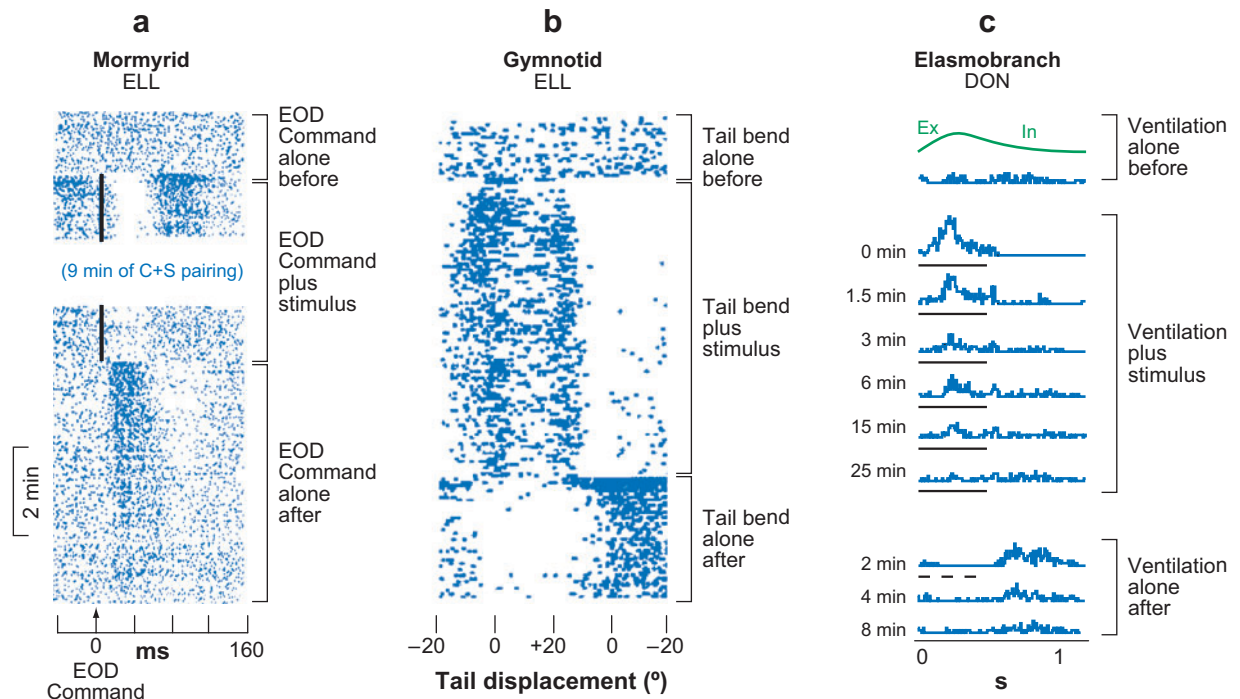 a
Mormyrid
ELL
EOD
Command
alone
before
EOD
Command
plus
stimulus
(9 min of C+S pairing)
EOD
Command
alone
after
2 min
0
ms
160
EOD
Command
b
Gymnotid
ELL
Tail bend
alone
before
Tail bend
plus
stimulus
Tail bend
alone
after
–20
0
+20
0
–20
Tail displacement (º)
c
Elasmobranch
DON
Ex
In
Ventilation
alone
before
0 min
1.5 min
3 min
6 min
15 min
25 min
Ventilation
plus
stimulus
2 min
4 min
8 min
Ventilation
alone
after
0
1
s